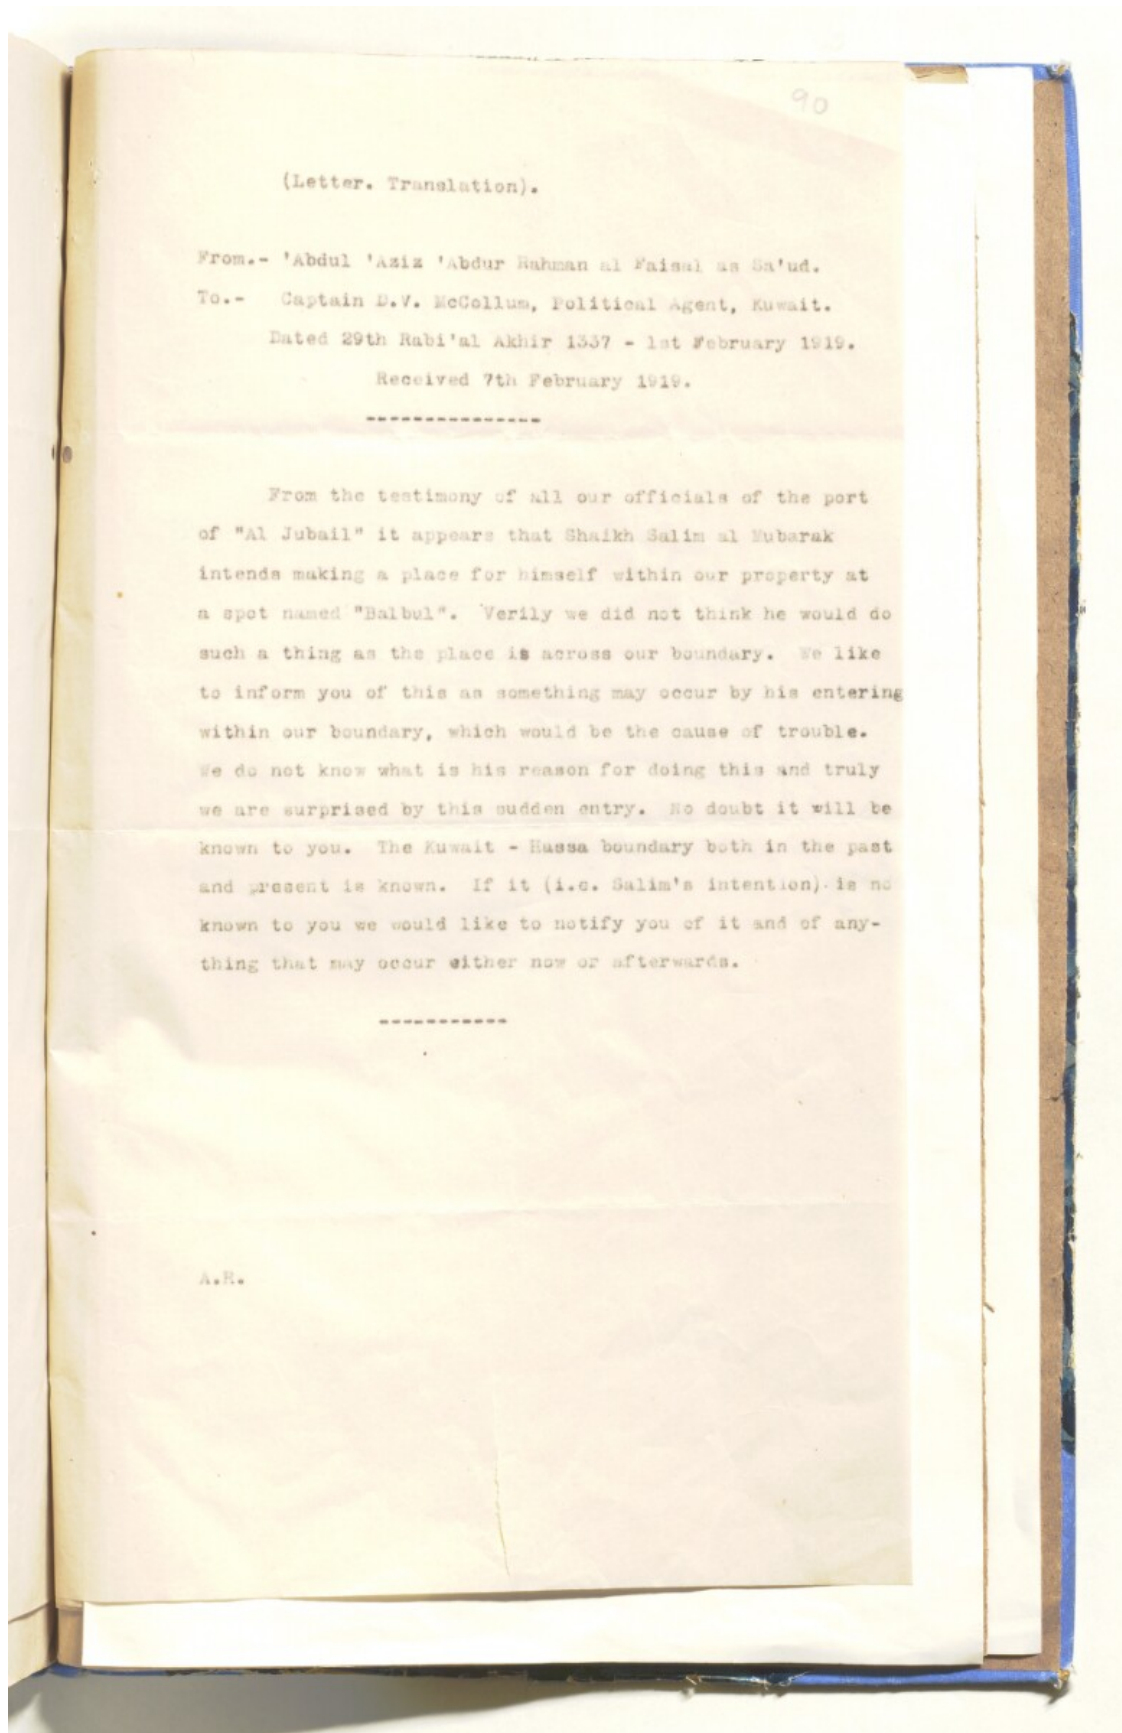 90
(Letter. Translation).
From.- 'Abdul 'Aziz 'Abdur Rahman al Faisal as Sa'ud.
To.- Captain D.V. McCollum, Political Agent, Kuwait.
Dated 29th Rabi'al Akhir 1337 - 1st February 1919.
Received 7th February 1919.
---------------
From the testimony of all our officials of the port
of "Al Jubail" it appears that Shaikh Salim al Mubarak
intends making a place for himself within our property at
a spot named "Balbul". Verily we did not think he would do
such a thing as the place is across our boundary. We like
to inform you of this as something may occur by his entering
within our boundary, which would be the cause of trouble.
We do not know what is his reason for doing this and truly
we are surprised by this sudden entry. No doubt it will be
known to you. The Kuwait - Hassa boundary both in the past
and present is known. If it (i.e. Salim's intention) is no
known to you we would like to notify you of it and of any-
thing that may occur either now or afterwards.
-----------
A.R.